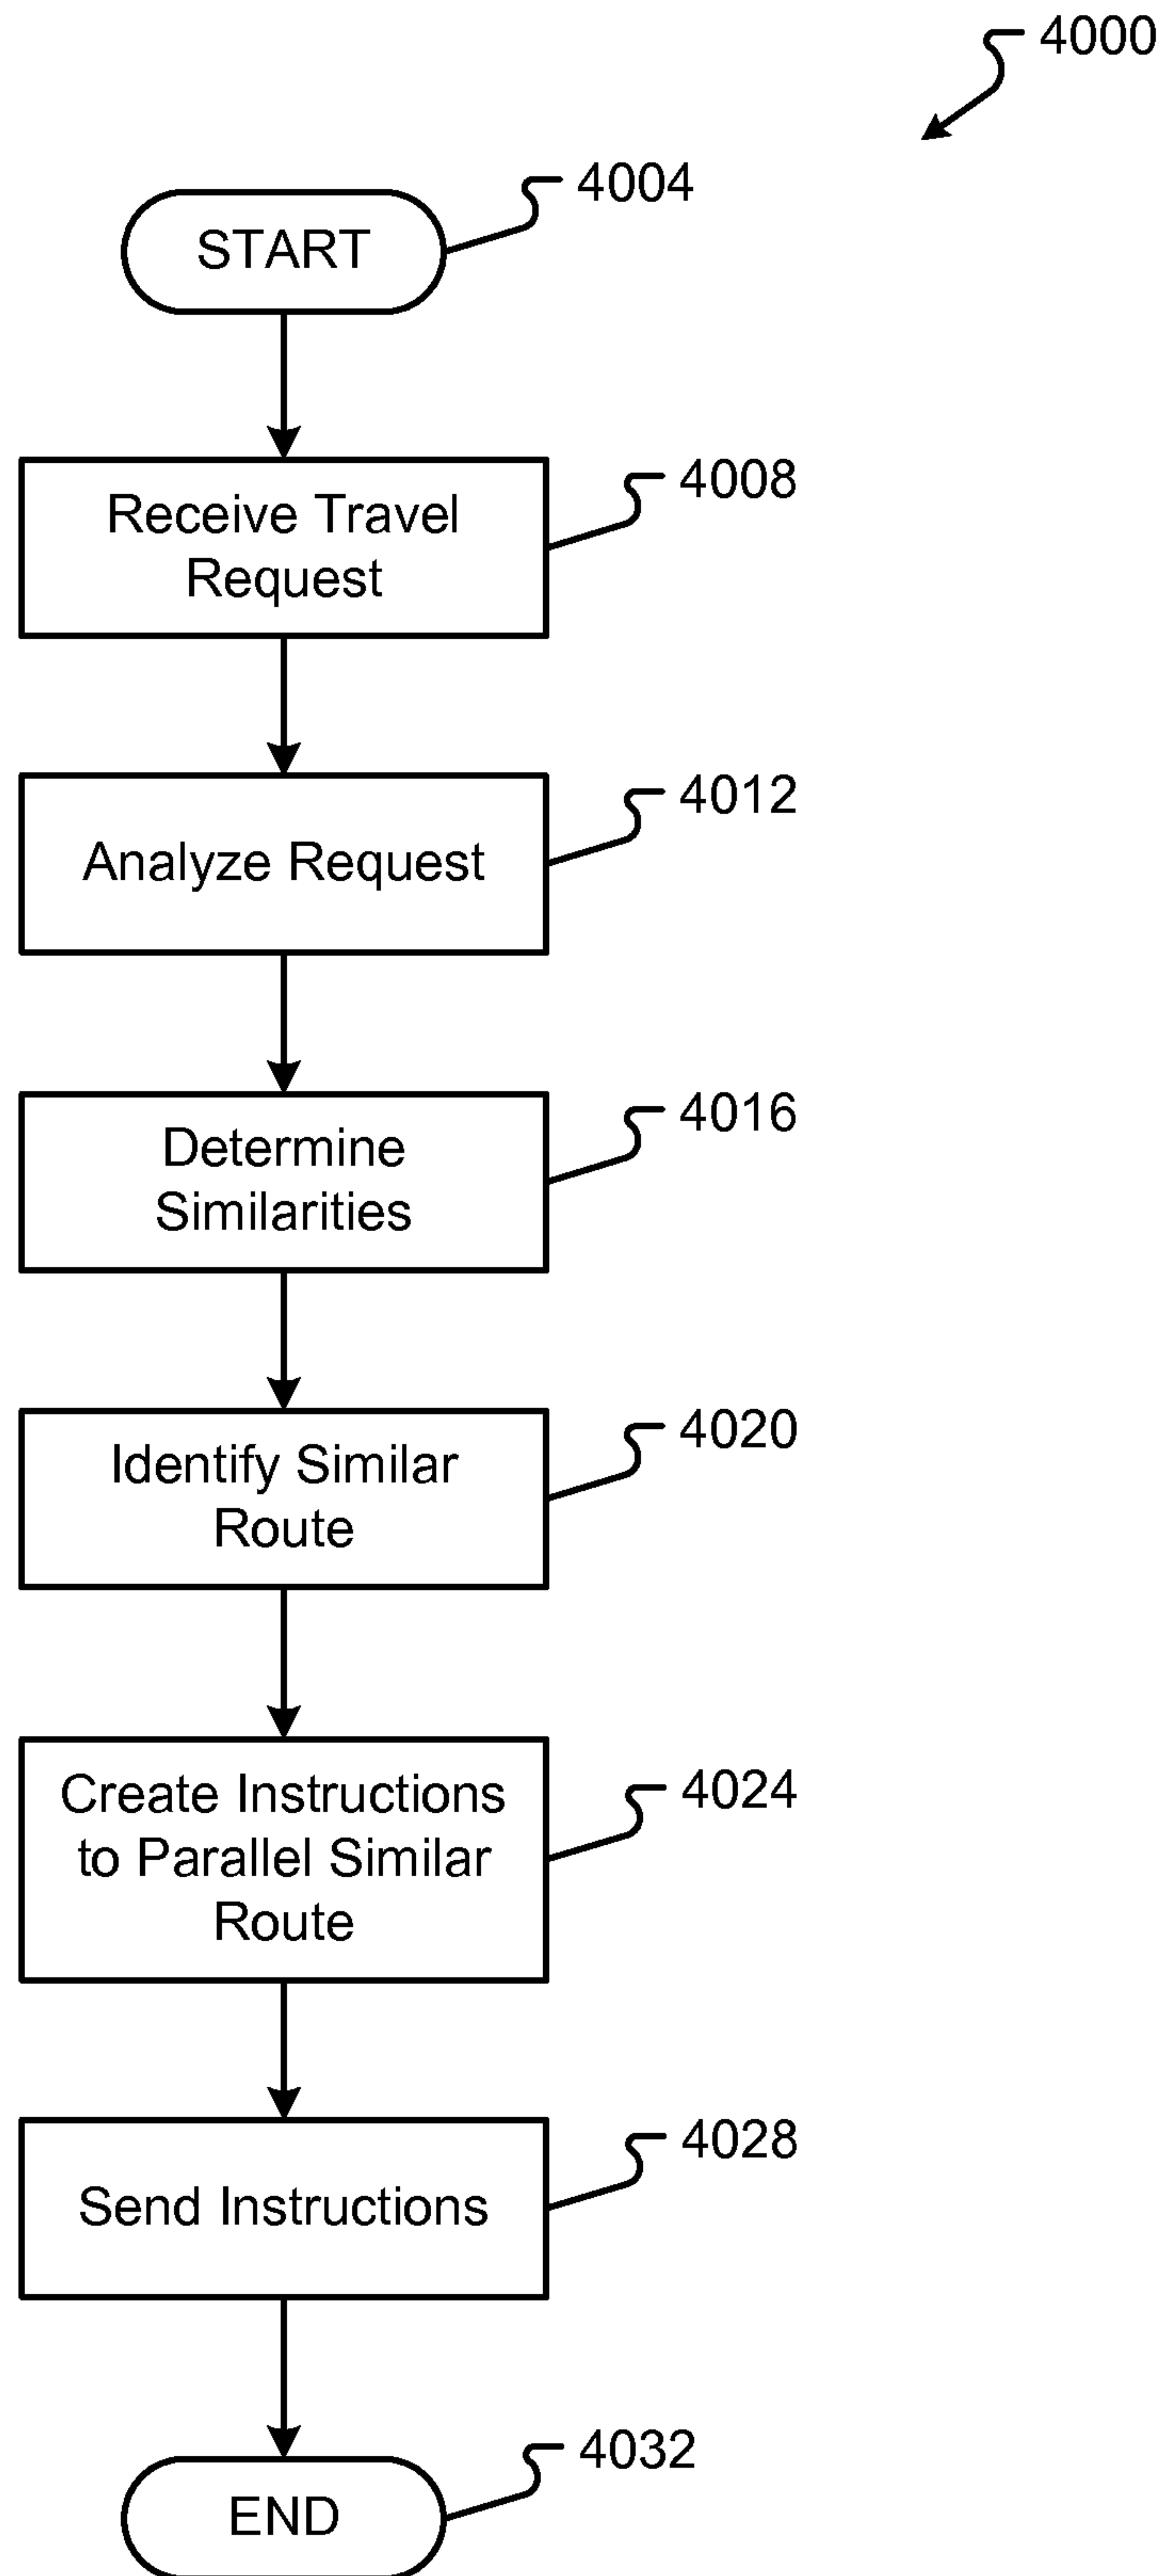 4000
4004
START
4008
Receive Travel
Request
4012
Analyze Request
4016
Determine
Similarities
4020
Identify Similar
Route
4024
Create Instructions
to Parallel Similar
Route
4028
Send Instructions
4032
END